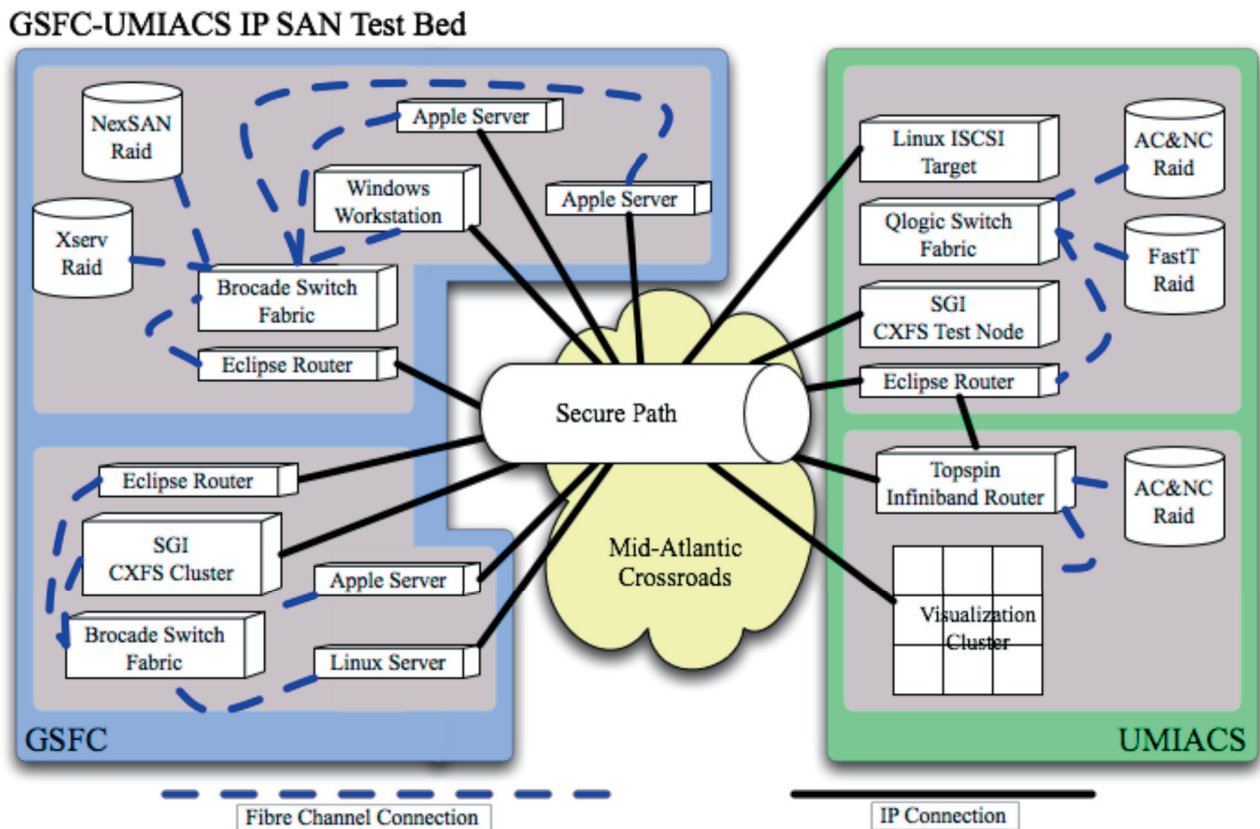 GSFC-UMIACS IP SAN Test Bed
NexSAN
Raid
Apple Server
Windows
Workstation
Apple Server
Xserv
Raid
Brocade Switch
Fabric
Eclipse Router
Eclipse Router
SGI
CXFS Cluster
Apple Server
Brocade Switch
Fabric
Linux Server
GSFC
Secure Path
Mid-Atlantic
Crossroads
Linux ISCSI
Target
AC&NC
Raid
Qlogic Switch
Fabric
FastT
Raid
SGI
CXFS Test Node
Eclipse Router
Topspin
Infiniband Router
AC&NC
Raid
Visualization
Cluster
UMIACS
Fibre Channel Connection
IP Connection